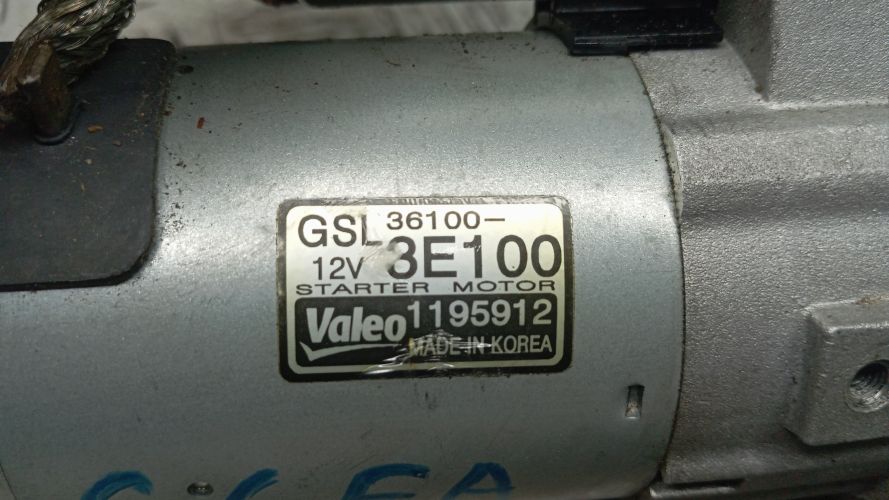 GSL 36100-
12V 3E100
STARTER MOTOR
Valeo 1195912
MADE IN KOREA